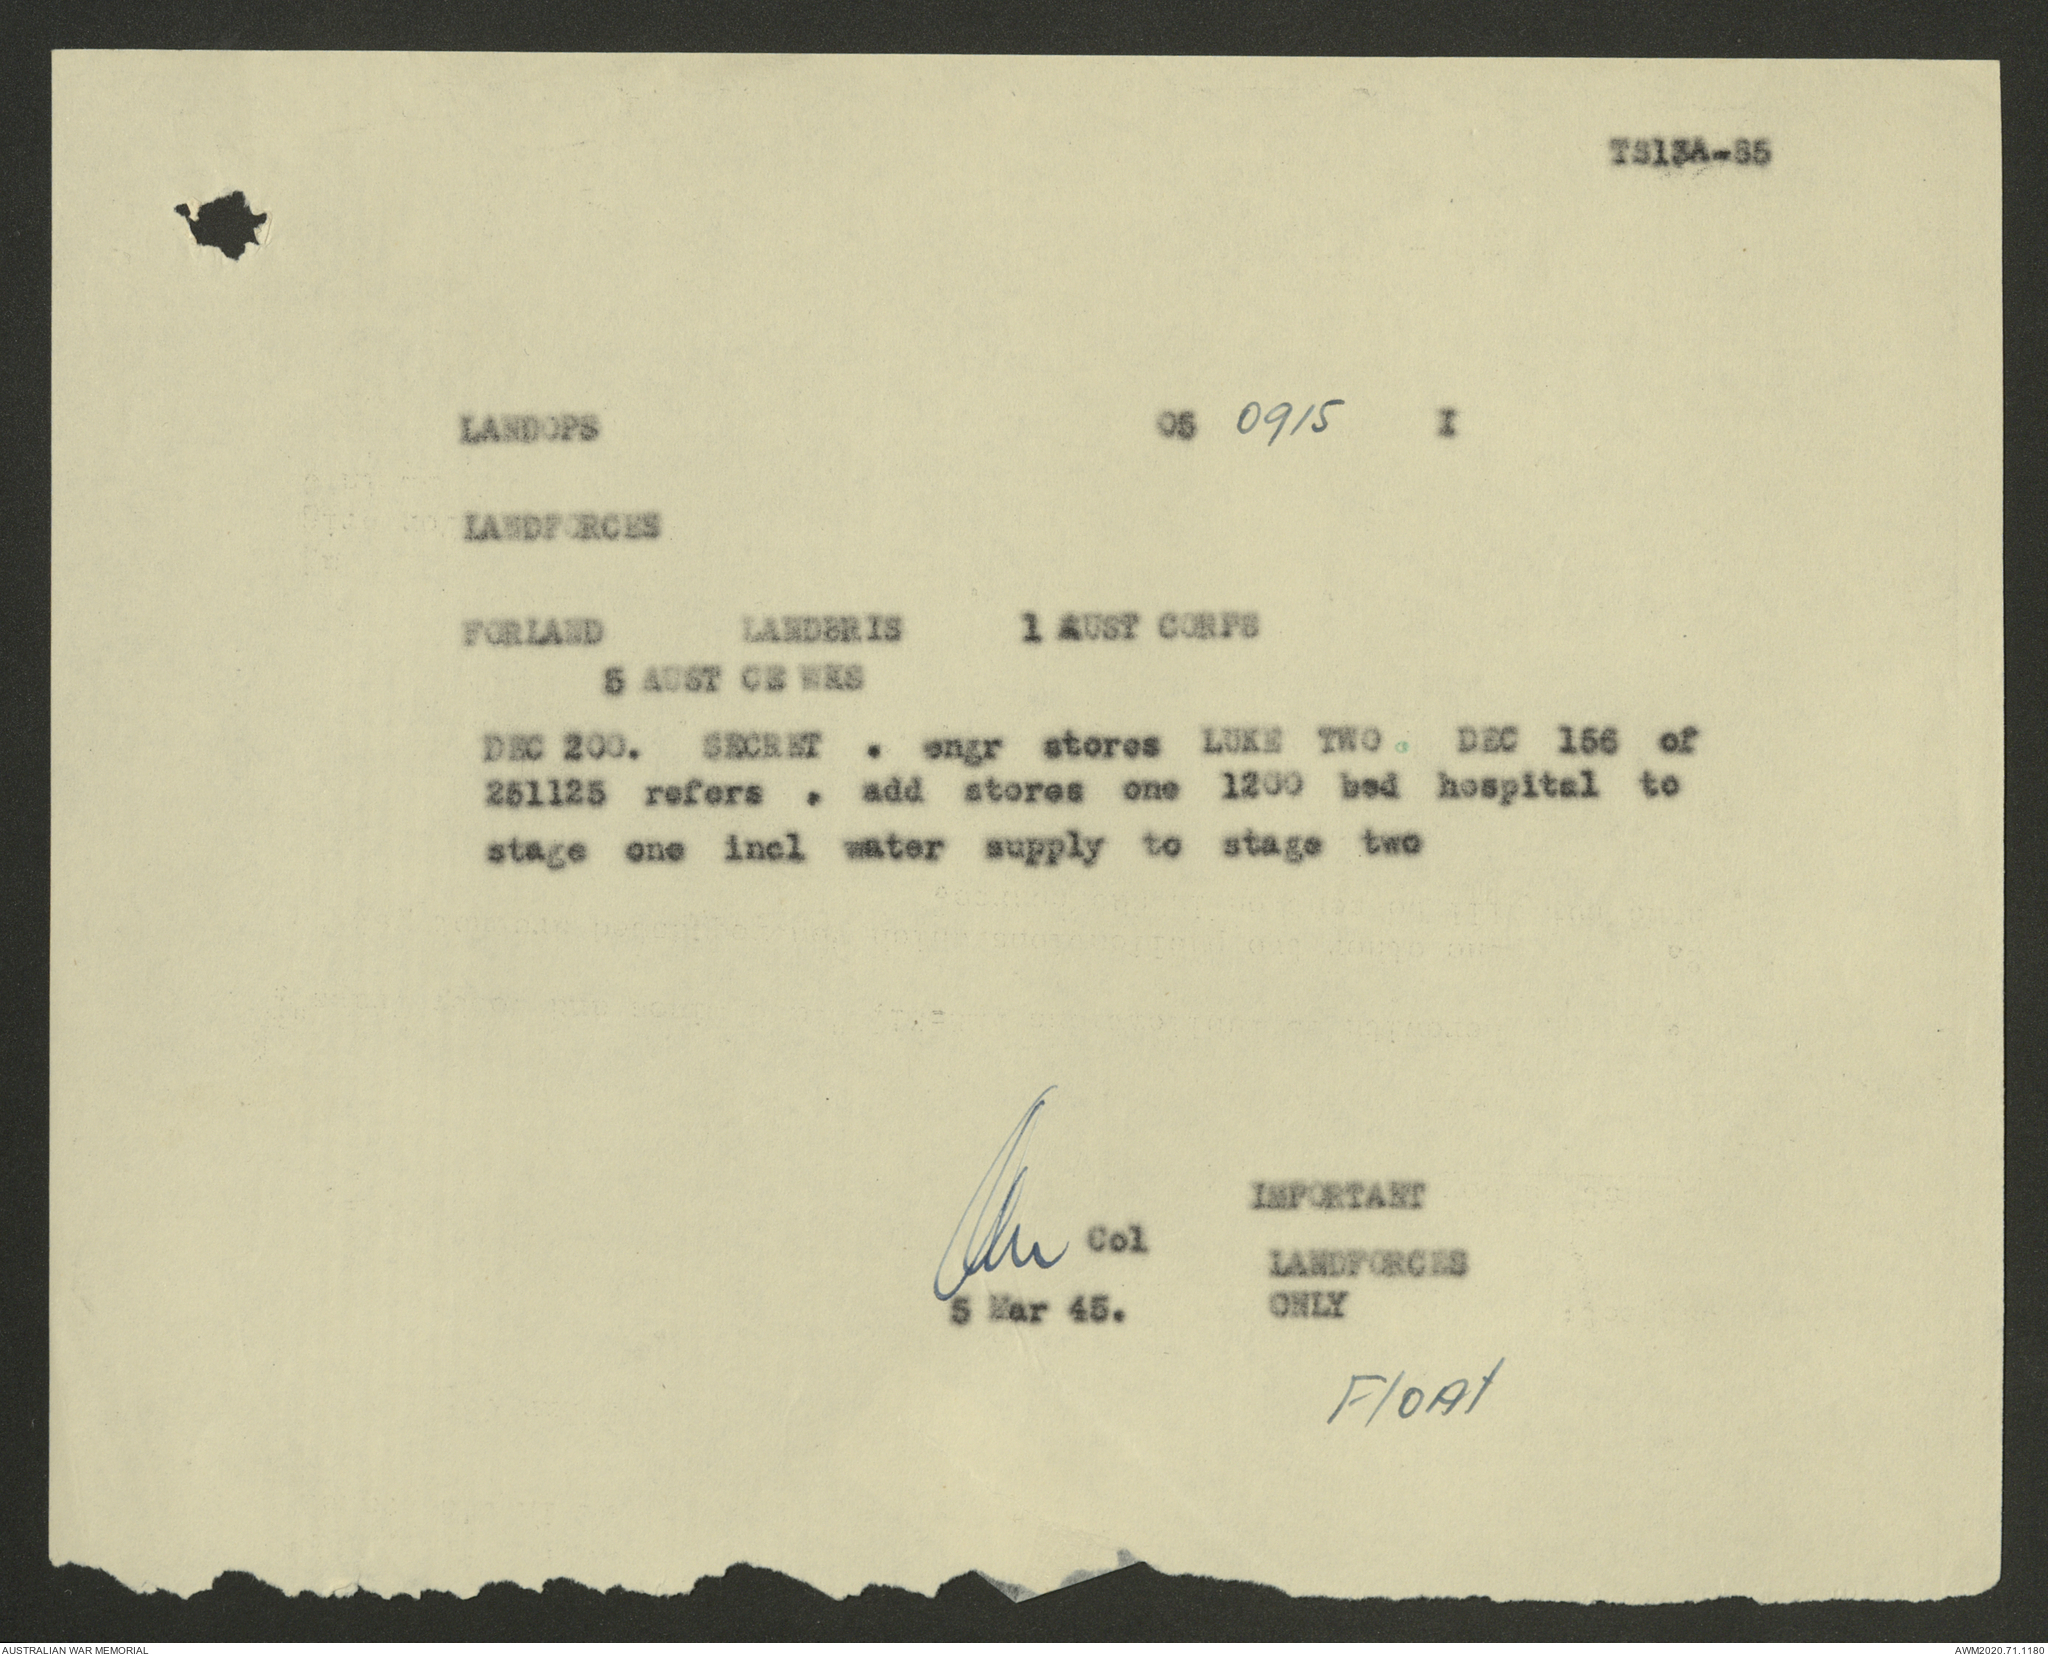 TS13A-85
LANDOPS 05 0915 I
LANDFORCES
FORLAND LANDBRIS 1 AUST CORPS
5 AUST CE WKS
DEC 200. SECRET . engr stores LUKE TWO . DEC 156 of
251125 refers . add stores one 1200 bed hospital to
stage one incl water supply to stage two
IMPORTANT
Col
LANDFORCES
5 Mar 45. ONLY
FlOAt
AUSTRALIAN WAR MEMORIAL AWM2020.71.1180